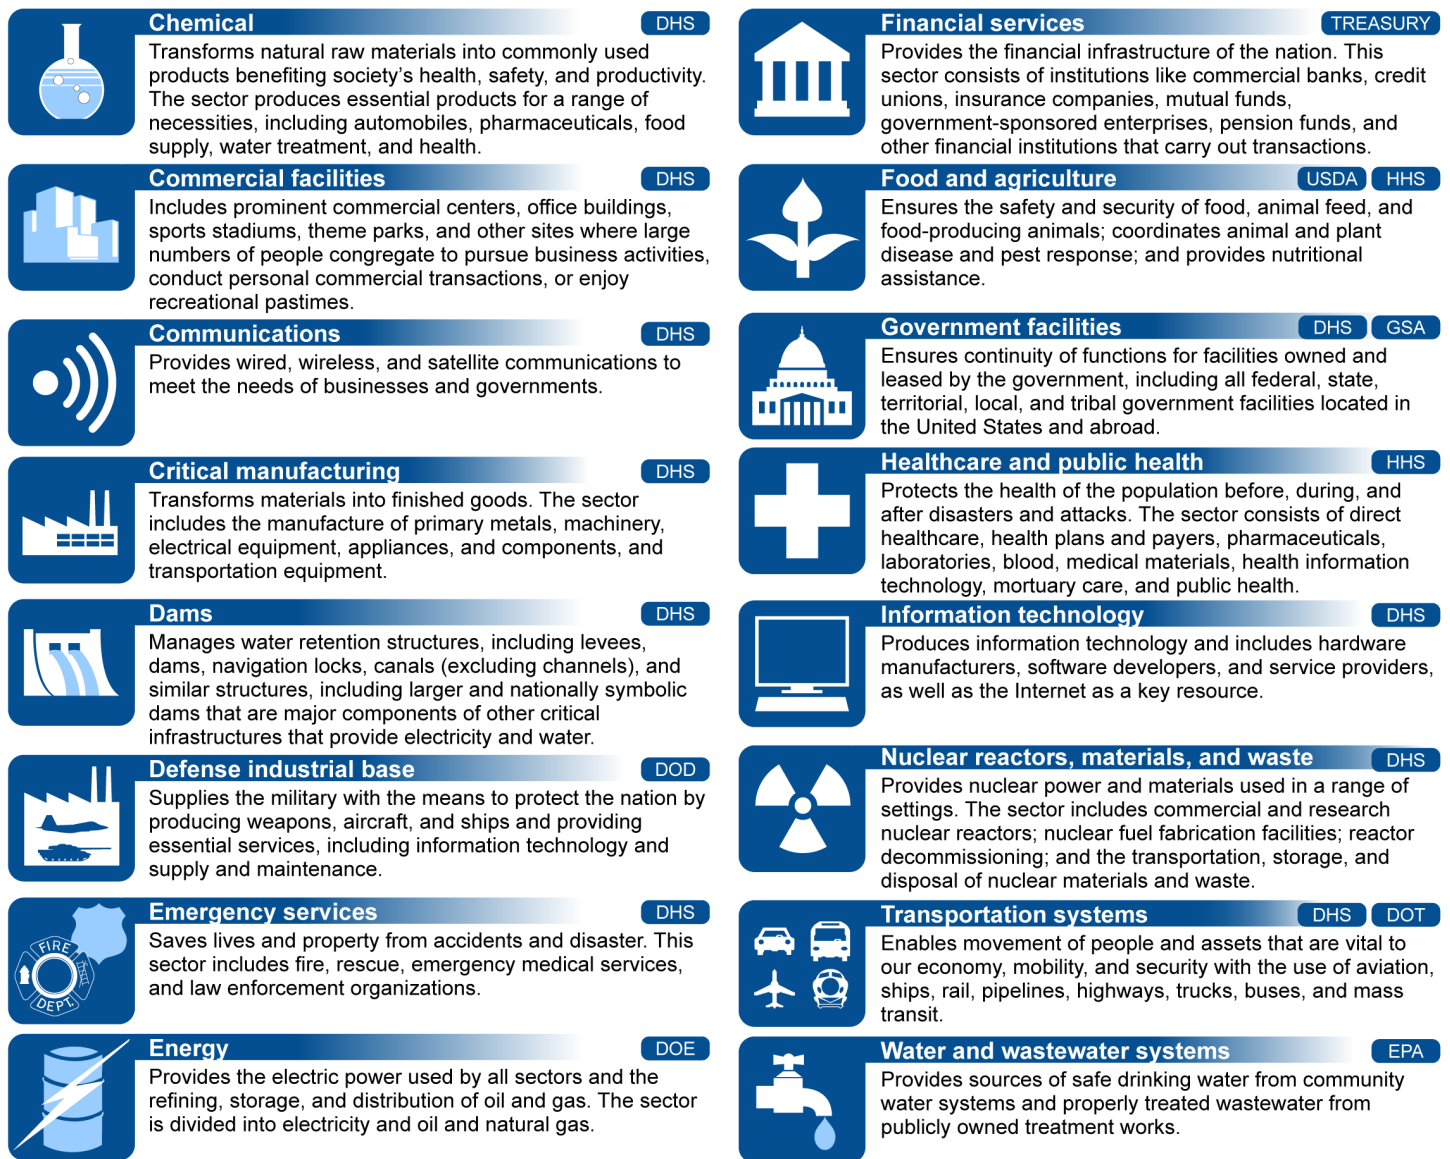 Chemical DHS
Transforms natural raw materials into commonly used
products benefiting society’s health, safety, and productivity.
The sector produces essential products for a range of
necessities, including automobiles, pharmaceuticals, food
supply, water treatment, and health.
Commercial facilities DHS
Includes prominent commercial centers, office buildings,
sports stadiums, theme parks, and other sites where large
numbers of people congregate to pursue business activities,
conduct personal commercial transactions, or enjoy
recreational pastimes.
Communications DHS
Provides wired, wireless, and satellite communications to
meet the needs of businesses and governments.
Critical manufacturing DHS
Transforms materials into finished goods. The sector
includes the manufacture of primary metals, machinery,
electrical equipment, appliances, and components, and
transportation equipment.
Dams DHS
Manages water retention structures, including levees,
dams, navigation locks, canals (excluding channels), and
similar structures, including larger and nationally symbolic
dams that are major components of other critical
infrastructures that provide electricity and water.
Defense industrial base DOD
Supplies the military with the means to protect the nation by
producing weapons, aircraft, and ships and providing
essential services, including information technology and
supply and maintenance.
FIRE
DEPT.
Emergency services DHS
Saves lives and property from accidents and disaster. This
sector includes fire, rescue, emergency medical services,
and law enforcement organizations.
Energy DOE
Provides the electric power used by all sectors and the
refining, storage, and distribution of oil and gas. The sector
is divided into electricity and oil and natural gas.
Financial services TREASURY
Provides the financial infrastructure of the nation. This
sector consists of institutions like commercial banks, credit
unions, insurance companies, mutual funds,
government-sponsored enterprises, pension funds, and
other financial institutions that carry out transactions.
Food and agriculture USDA HHS
Ensures the safety and security of food, animal feed, and
food-producing animals; coordinates animal and plant
disease and pest response; and provides nutritional
assistance.
Government facilities DHS GSA
Ensures continuity of functions for facilities owned and
leased by the government, including all federal, state,
territorial, local, and tribal government facilities located in
the United States and abroad.
Healthcare and public health HHS
Protects the health of the population before, during, and
after disasters and attacks. The sector consists of direct
healthcare, health plans and payers, pharmaceuticals,
laboratories, blood, medical materials, health information
technology, mortuary care, and public health.
Information technology DHS
Produces information technology and includes hardware
manufacturers, software developers, and service providers,
as well as the Internet as a key resource.
Nuclear reactors, materials, and waste DHS
Provides nuclear power and materials used in a range of
settings. The sector includes commercial and research
nuclear reactors; nuclear fuel fabrication facilities; reactor
decommissioning; and the transportation, storage, and
disposal of nuclear materials and waste.
Transportation systems DHS DOT
Enables movement of people and assets that are vital to
our economy, mobility, and security with the use of aviation,
ships, rail, pipelines, highways, trucks, buses, and mass
transit.
Water and wastewater systems EPA
Provides sources of safe drinking water from community
water systems and properly treated wastewater from
publicly owned treatment works.